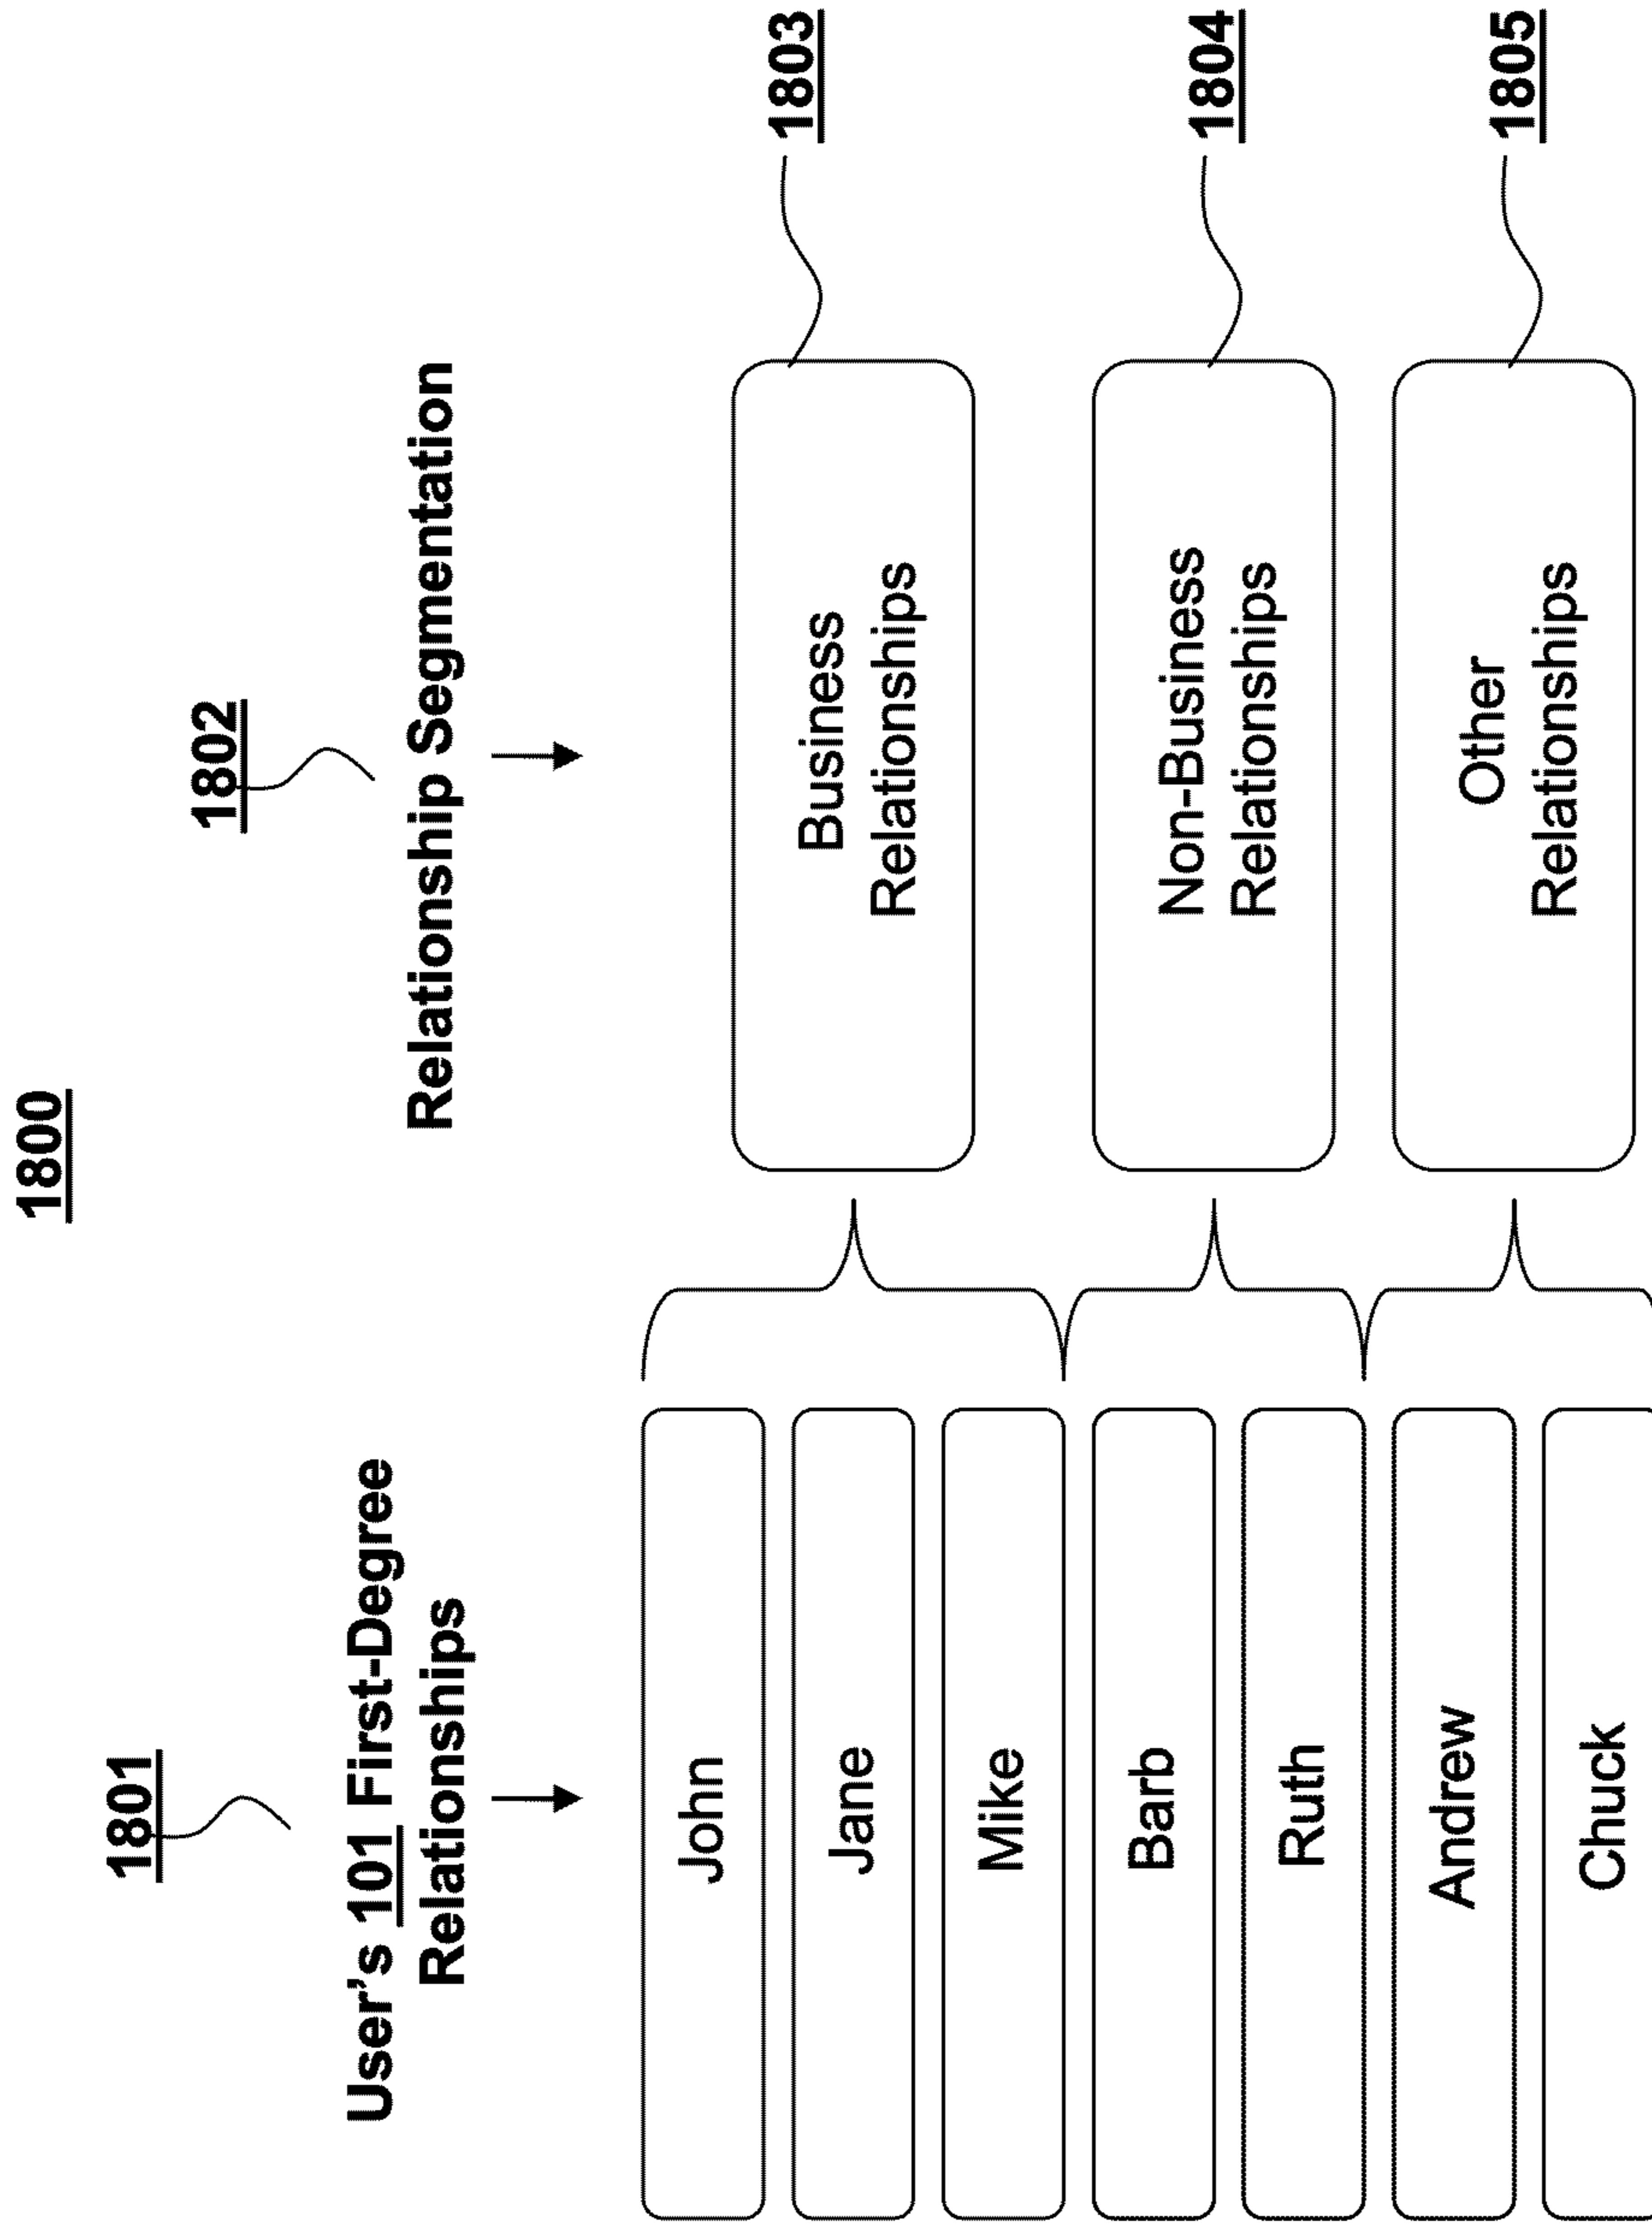 1800
1801
User's 101 First-Degree
Relationships
1802
Relationship Segmentation
John
Jane
Mike
Barb
Ruth
Andrew
Chuck
Business
Relationships
1803
Non-Business
Relationships
1804
Other
Relationships
1805